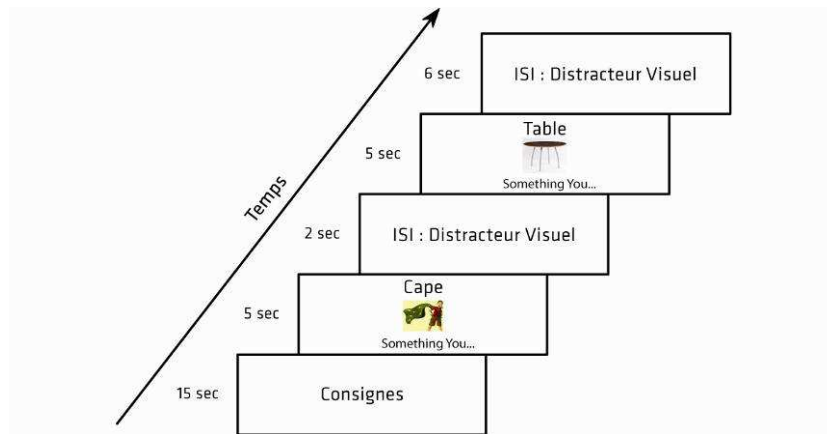 6 sec
ISI : Distracteur Visuel
5 sec
Table
Something You...
Temps
2 sec
ISI : Distracteur Visuel
5 sec
Cape
Something You...
15 sec
Consignes